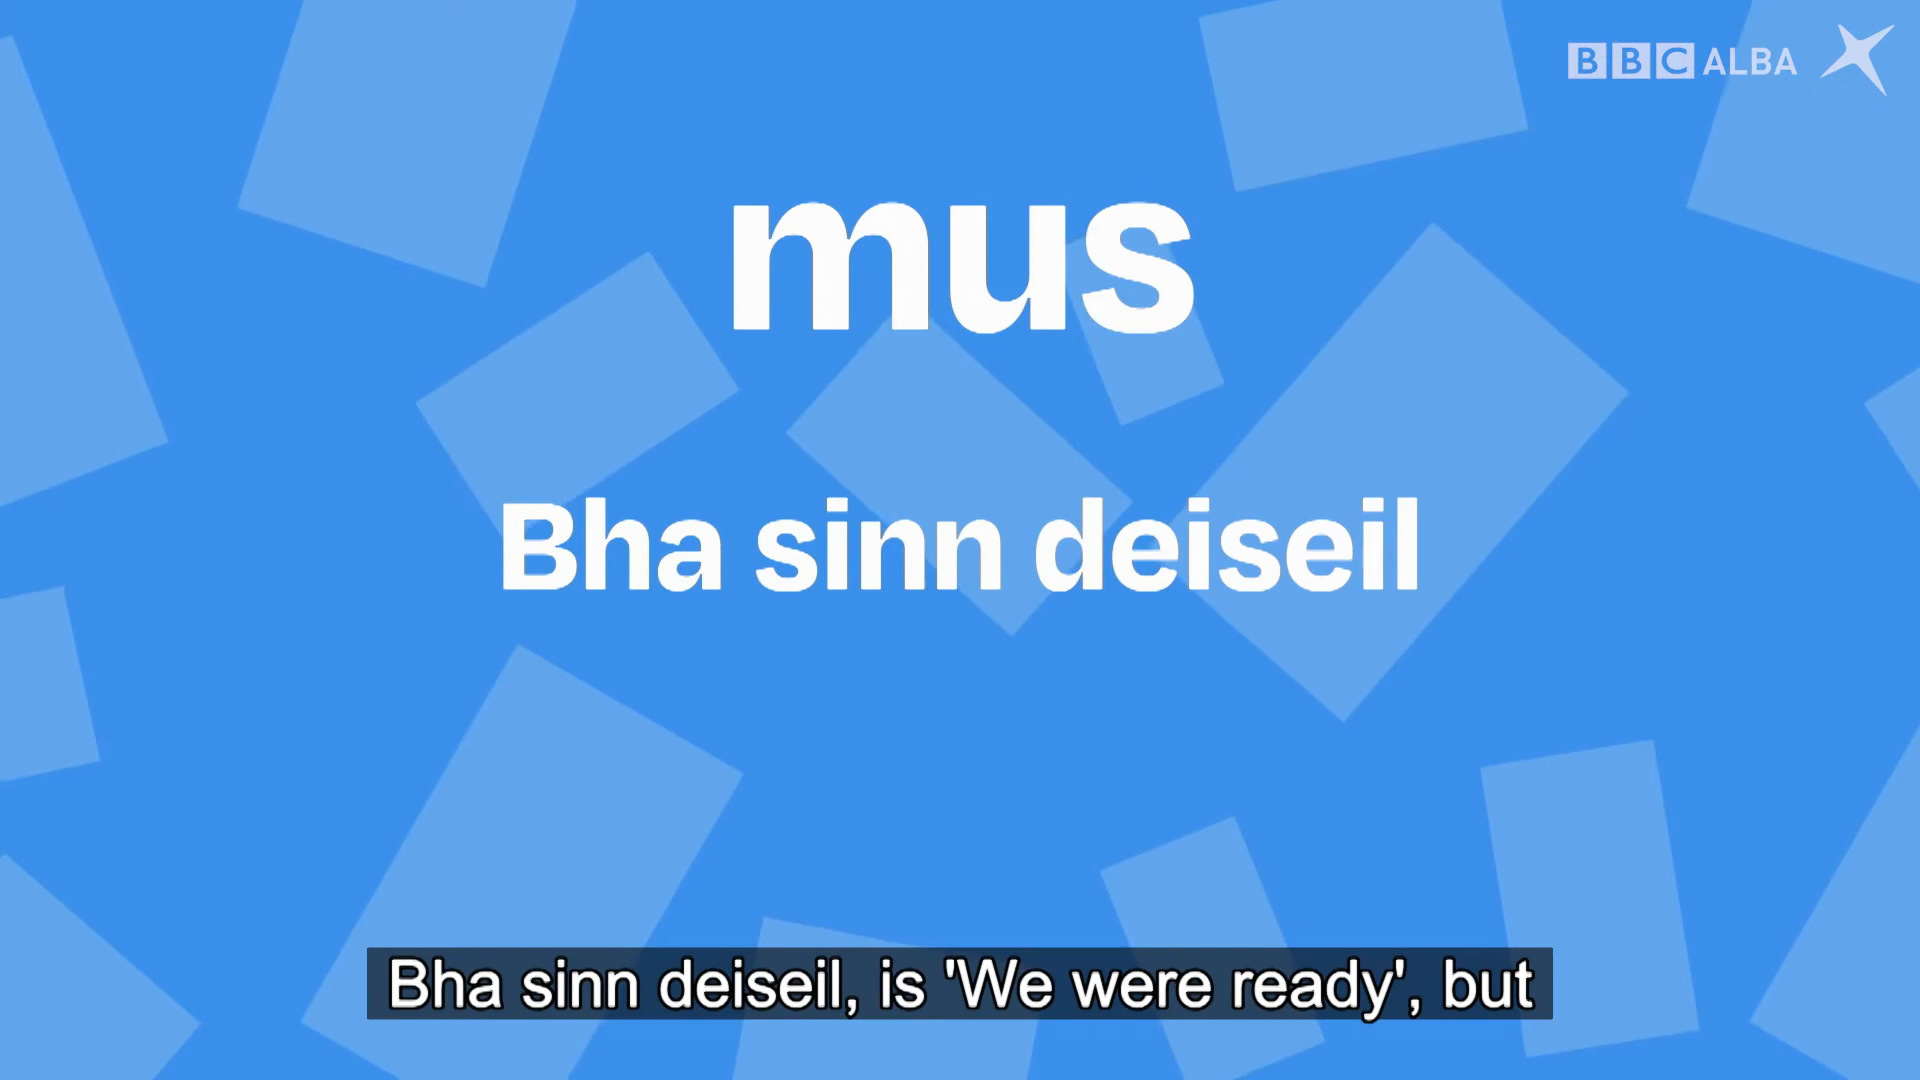 BBC ALBA
mus
Bha sinn deiseil
Bha sinn deiseil, is 'We were ready', but